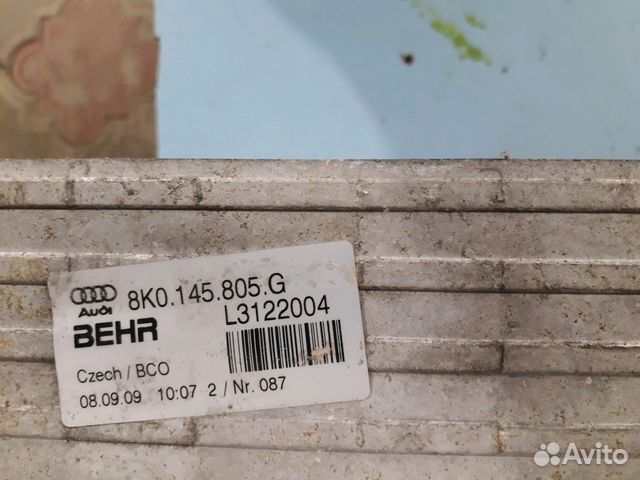 8K0.145.805.G
Audi
L3122004
BEHR
Czech / BCO
08.09.09 10:07 2 / Nr. 087
Avito